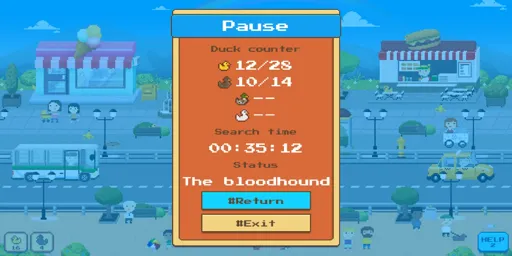 Pause
Duck counter
12/28
10/14
--
--
Search time
00:35:12
Status
The bloodhound
#Return
#Exit
HELP